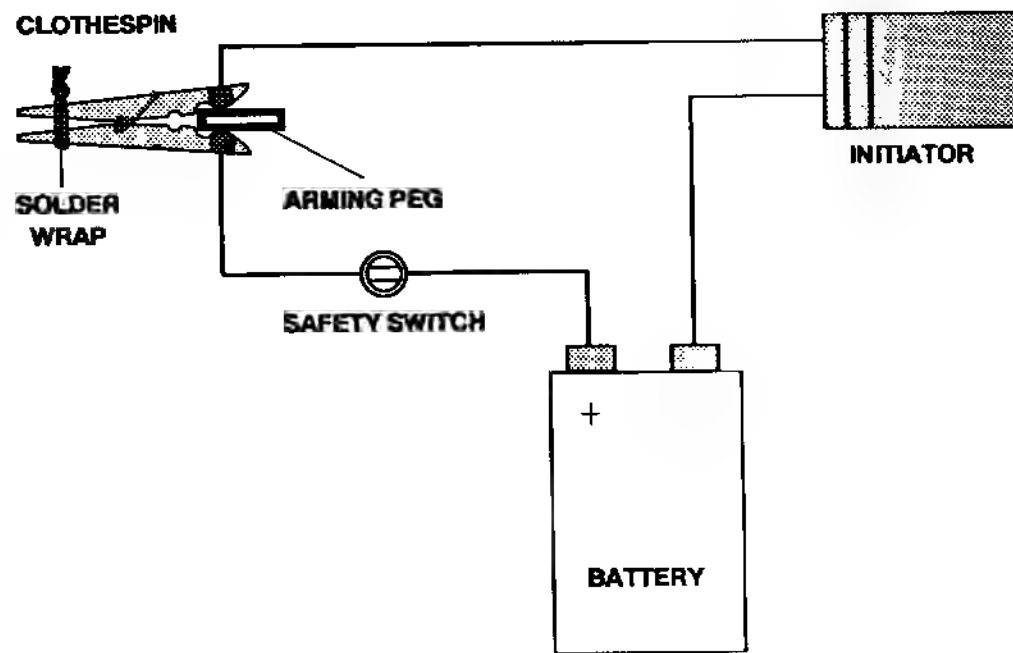 CLOTHESPIN
INITIATOR
SOLDER
WRAP
ARMING PEG
SAFETY SWITCH
+
BATTERY